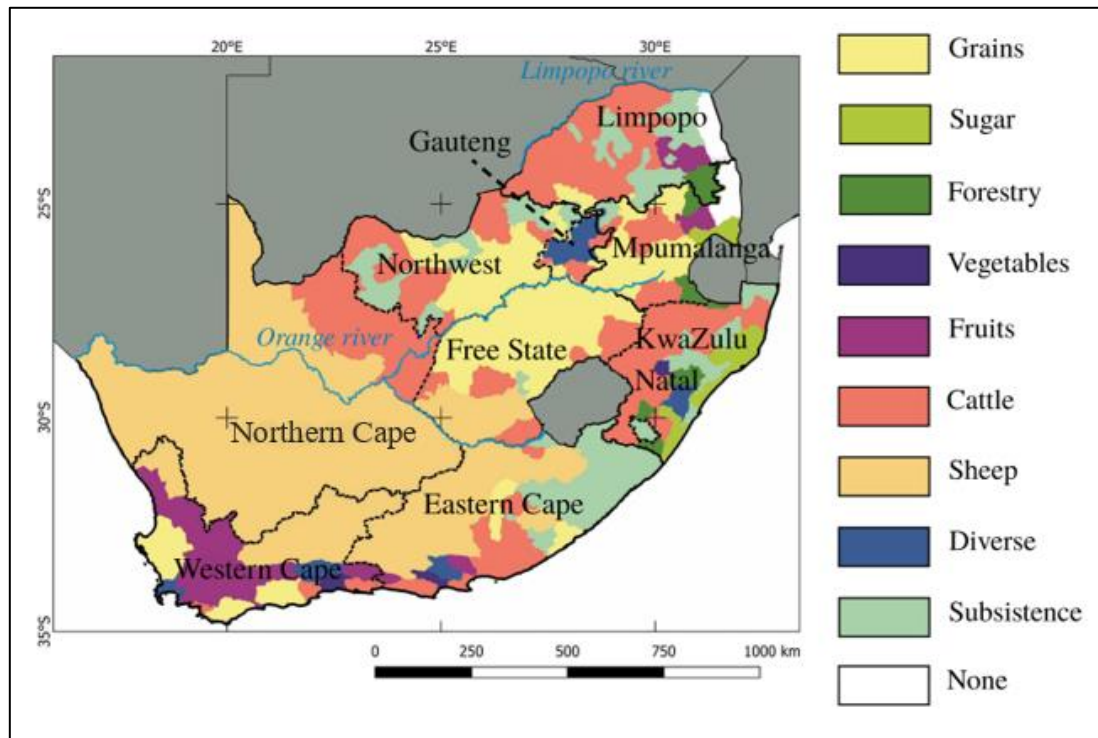 20°E 25°E 30°E
Limpopo river
Limpopo
Gauteng
25°S
Mpumalanga
Northwest
Orange river
Free State
KwaZulu
Natal
30°S
Northern Cape
Eastern Cape
Western Cape
35°S
0 250 500 750 1000 km
Grains
Sugar
Forestry
Vegetables
Fruits
Cattle
Sheep
Diverse
Subsistence
None